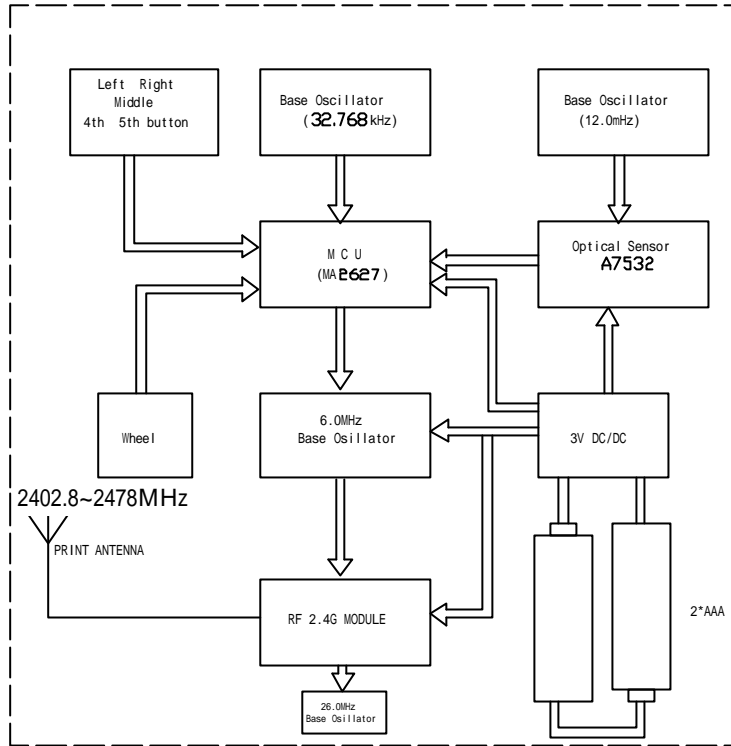 Left Right
Middle
4th 5th button
Base Oscillator
(32.768kHz)
Base Oscillator
(12.0mHz)
MCU
(MA2627)
Optical Sensor
A7532
Wheel
6.0MHz
Base Osillator
3V DC/DC
2402.8~2478MHz
PRINT ANTENNA
RF 2.4G MODULE
2*AAA
26.0MHz
Base Osillator